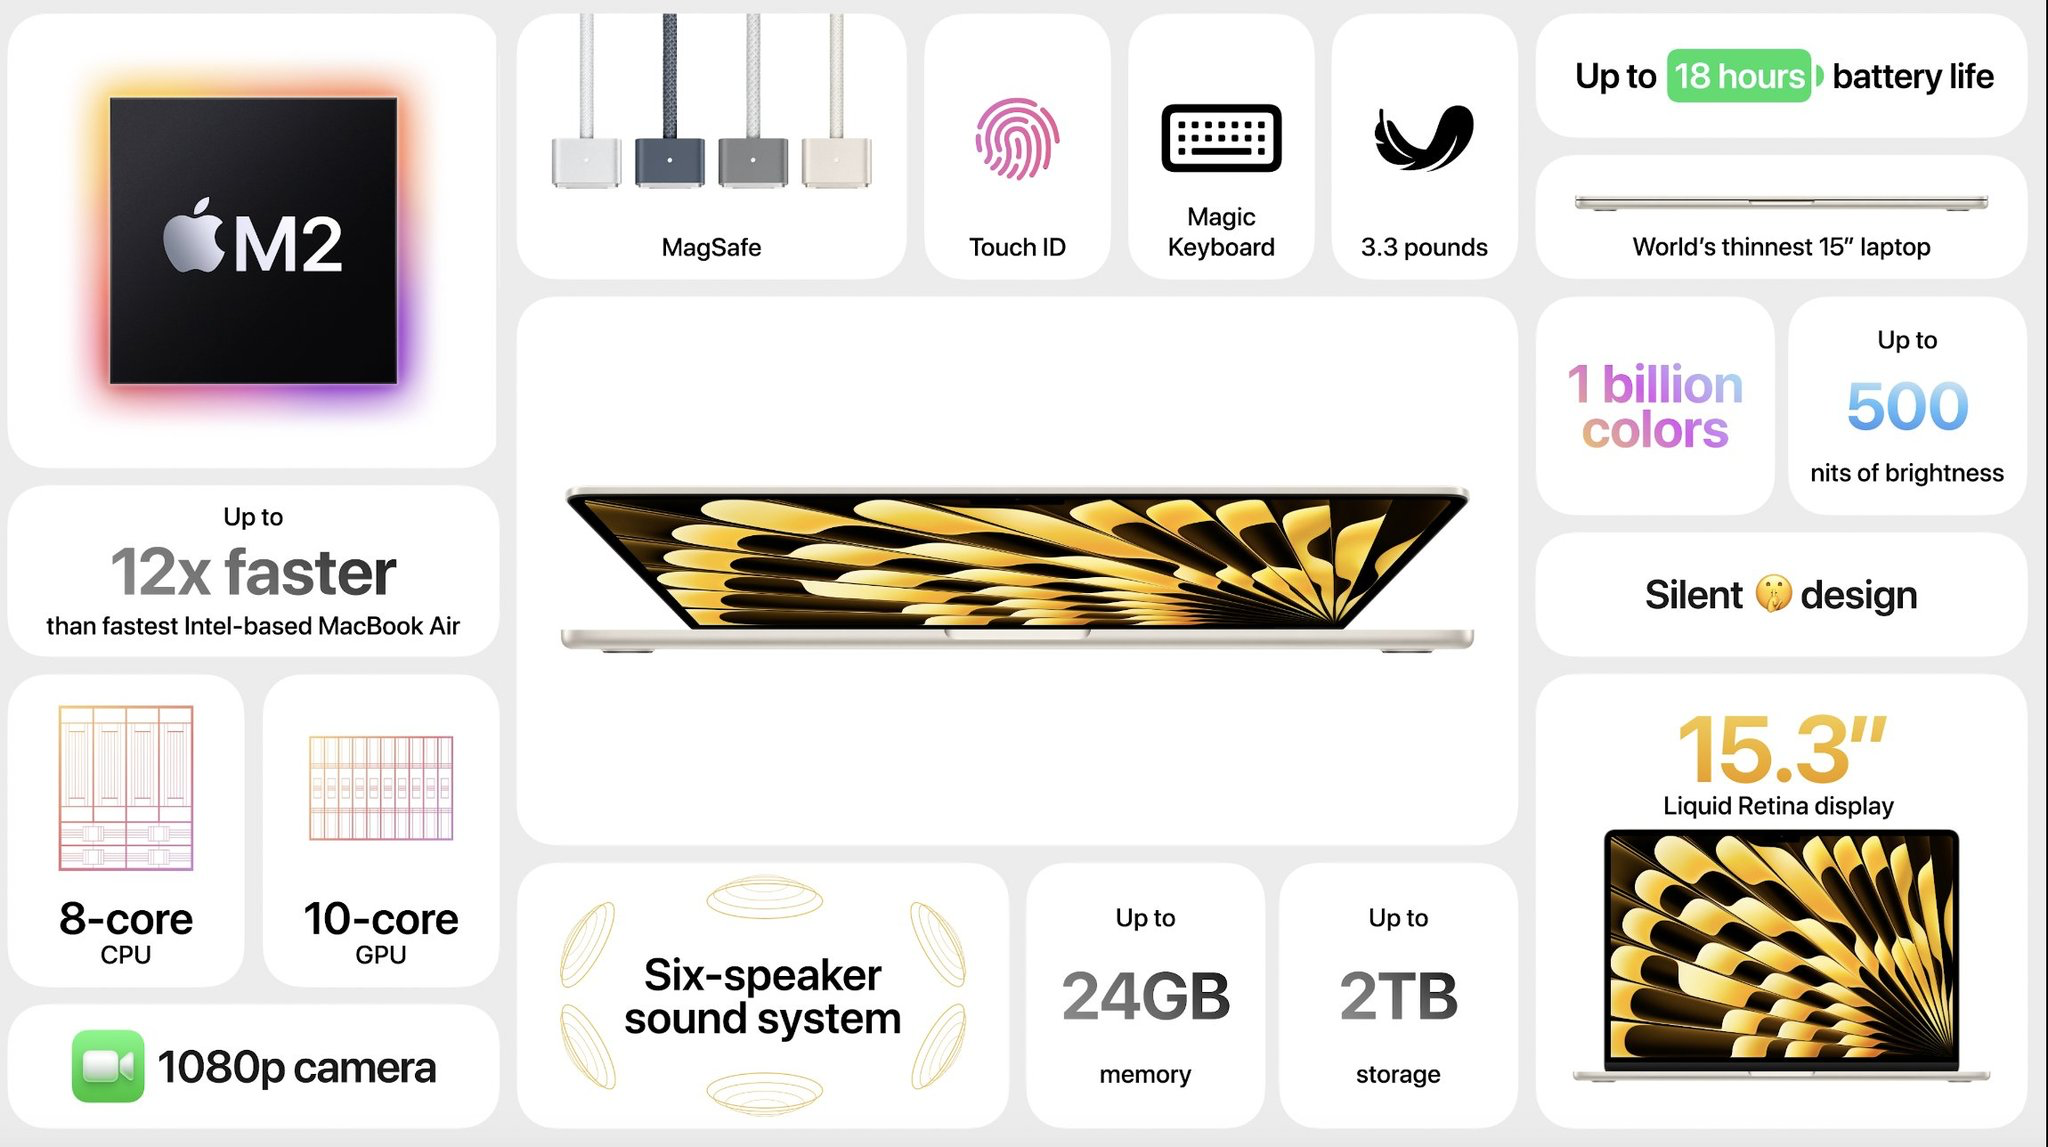 M2
MagSafe
Touch ID
Magic
Keyboard
3.3 pounds
Up to 18 hours battery life
World's thinnest 15" laptop
1 billion
colors
Up to
500
nits of brightness
Up to
12x faster
than fastest Intel-based MacBook Air
Silent design
8-core
CPU
10-core
GPU
15.3"
Liquid Retina display
1080p camera
Six-speaker
sound system
Up to
24GB
memory
Up to
2TB
storage